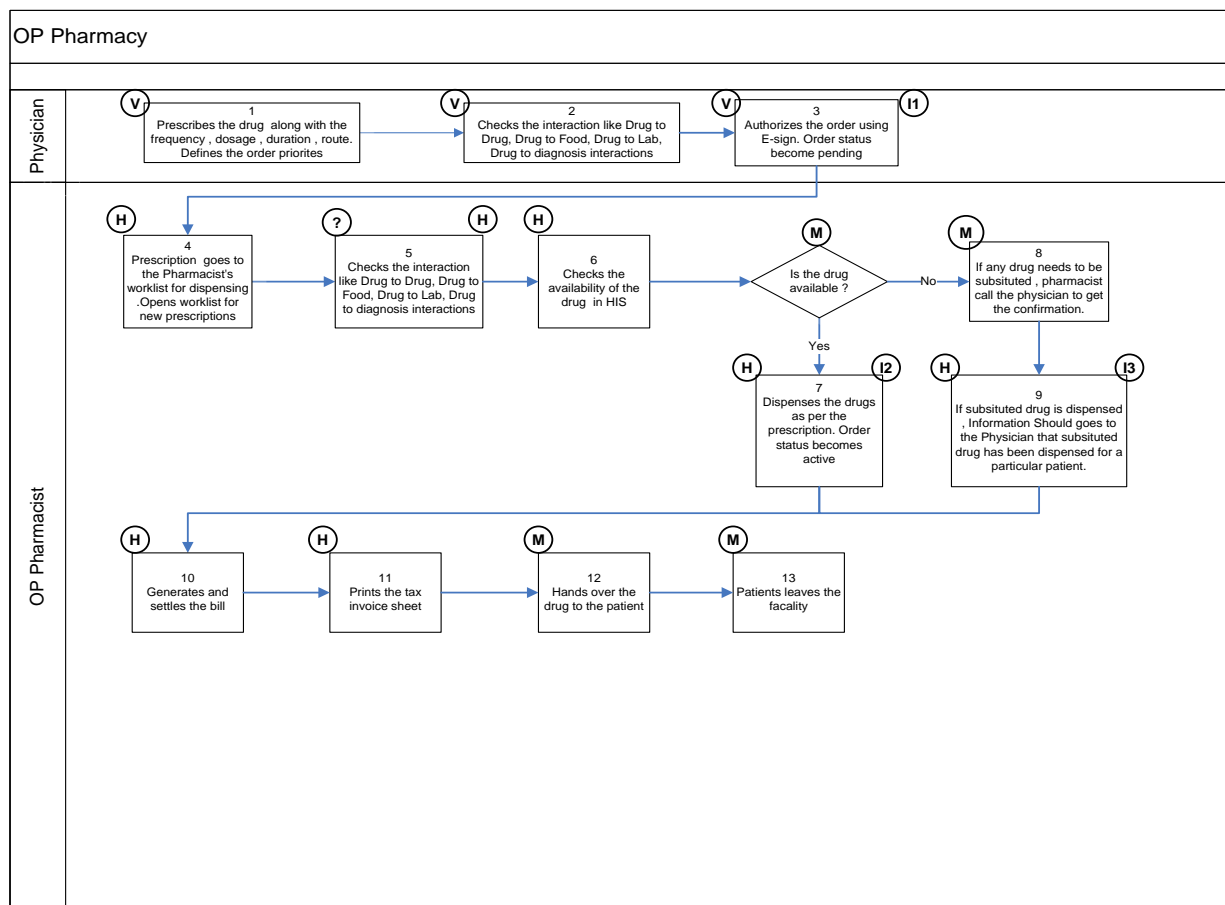 OP Pharmacy
Physician
V
1
Prescribes the drug along with the
frequency , dosage , duration , route.
Defines the order priorites
V
2
Checks the interaction like Drug to
Drug, Drug to Food, Drug to Lab,
Drug to diagnosis interactions
V
I1
3
Authorizes the order using
E-sign. Order status
become pending
OP Pharmacist
H
4
Prescription goes to
the Pharmacist's
worklist for dispensing
.Opens worklist for
new prescriptions
?
H
5
Checks the interaction
like Drug to Drug, Drug to
Food, Drug to Lab, Drug
to diagnosis interactions
H
6
Checks the
availability of the
drug in HIS
M
Is the drug
available ?
No
Yes
M
8
If any drug needs to be
subsituted , pharmacist
call the physician to get
the confirmation.
H
I2
7
Dispenses the drugs
as per the
prescription. Order
status becomes
active
H
I3
9
If subsituted drug is dispensed
, Information Should goes to
the Physician that subsituted
drug has been dispensed for a
particular patient.
H
10
Generates and
settles the bill
H
11
Prints the tax
invoice sheet
M
12
Hands over the
drug to the patient
M
13
Patients leaves the
facality